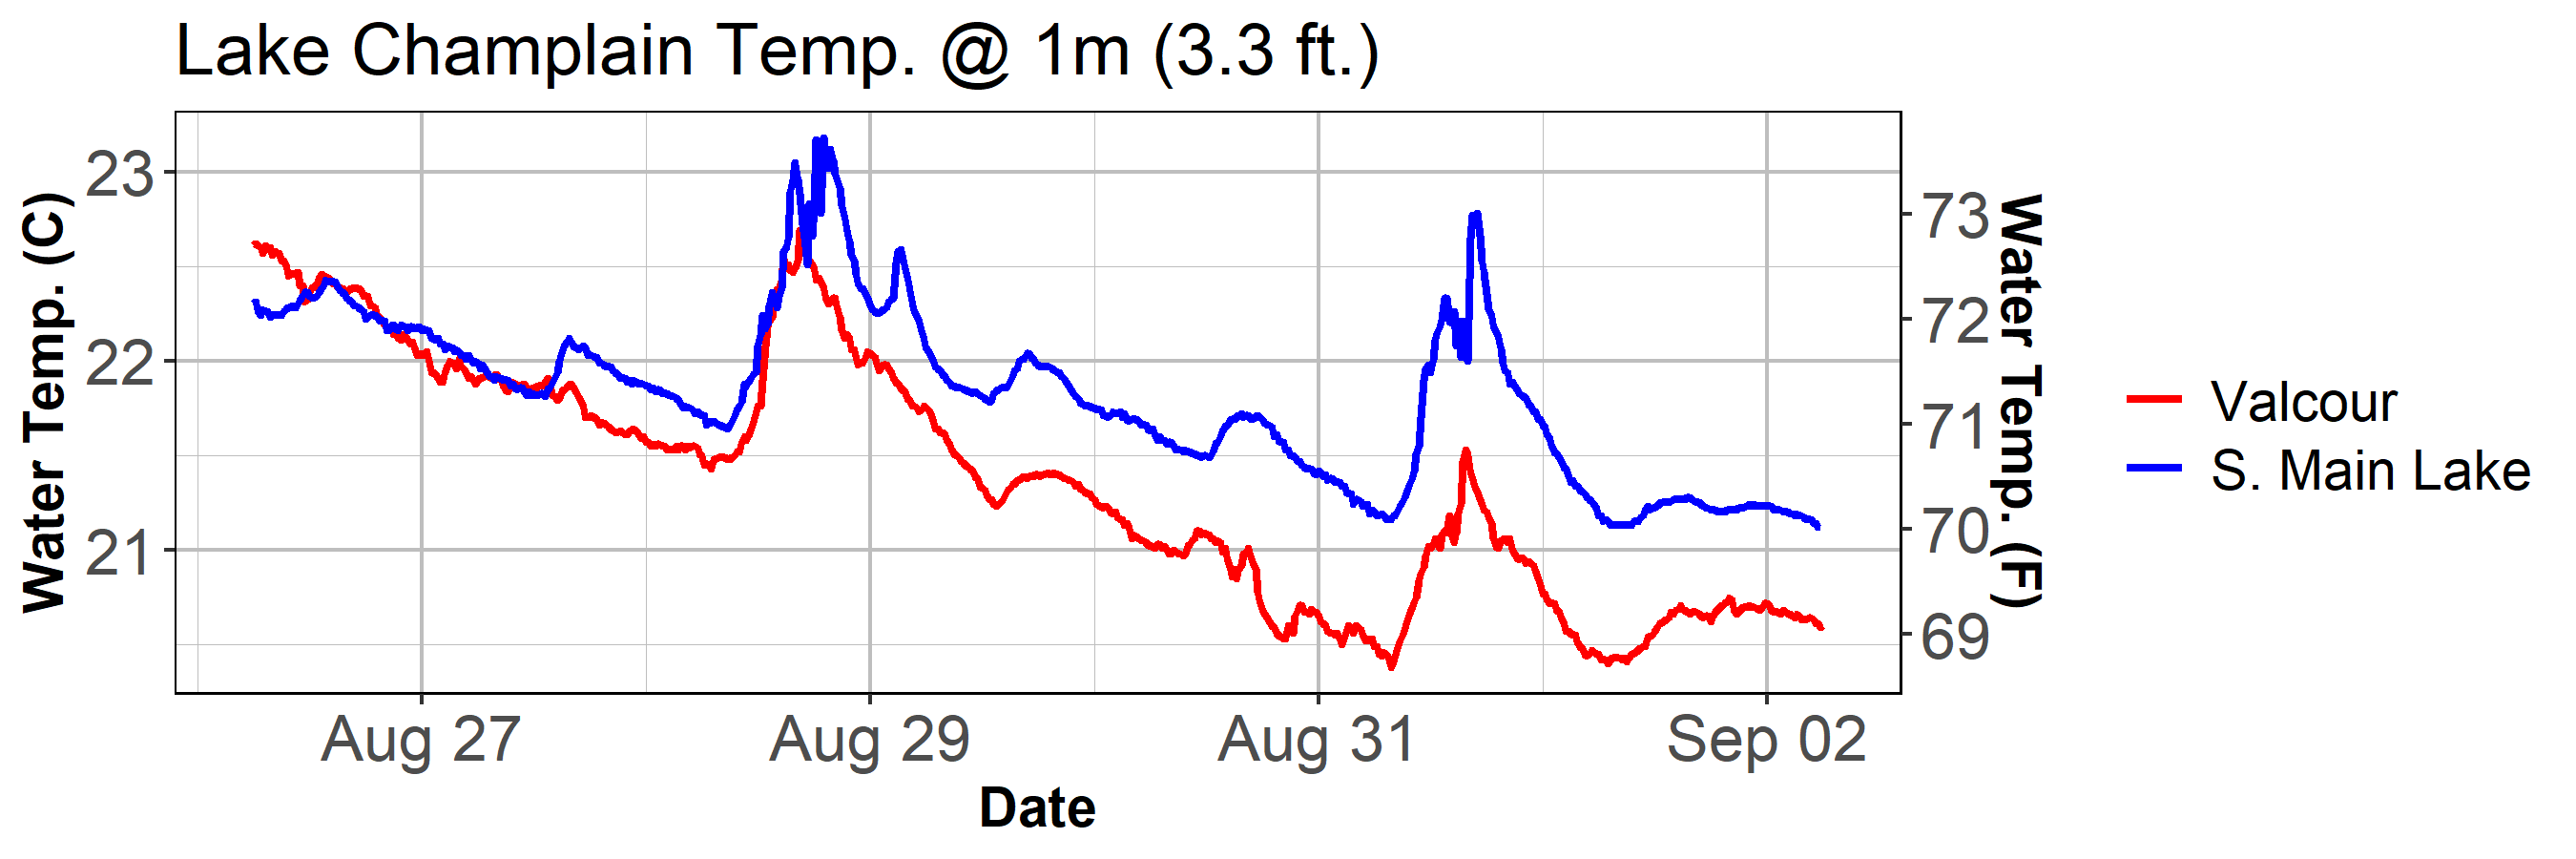 Lake Champlain Temp. @ 1m (3.3 ft.)
Water Temp. (C)
23
22
21
73
72
71
70
69
Water Temp. (F)
Aug 27
Aug 29
Aug 31
Sep 02
Date
Valcour
S. Main Lake